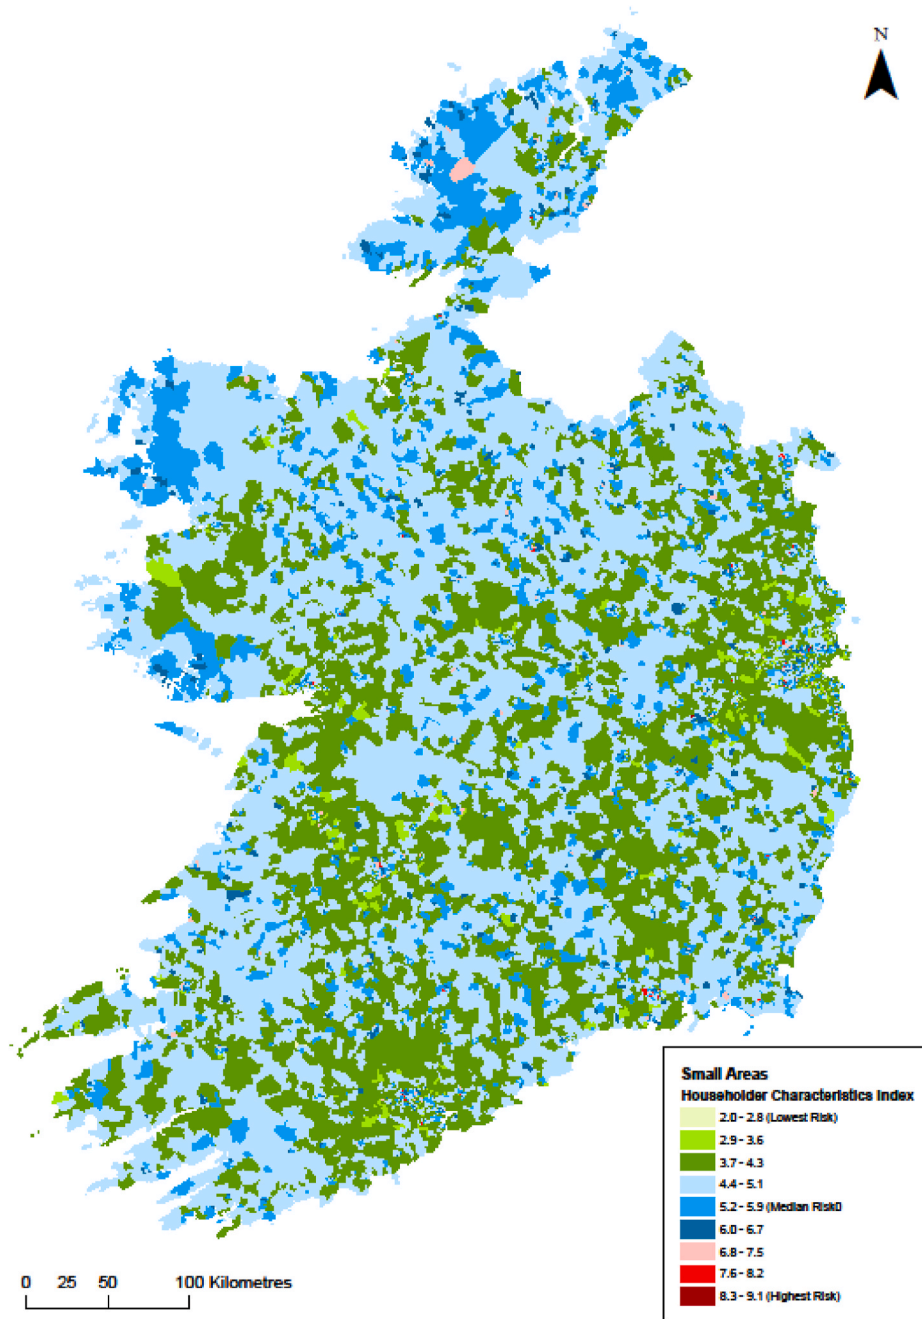 N
Small Areas
Householder Characteristics Index
2.0 - 2.8 (Lowest Risk)
2.9 - 3.6
3.7 - 4.3
4.4 - 5.1
5.2 - 5.9 (Median Risk0
6.0 - 6.7
6.8 - 7.5
7.6 - 8.2
8.3 - 9.1 (Highest Risk)
0 25 50 100 Kilometres